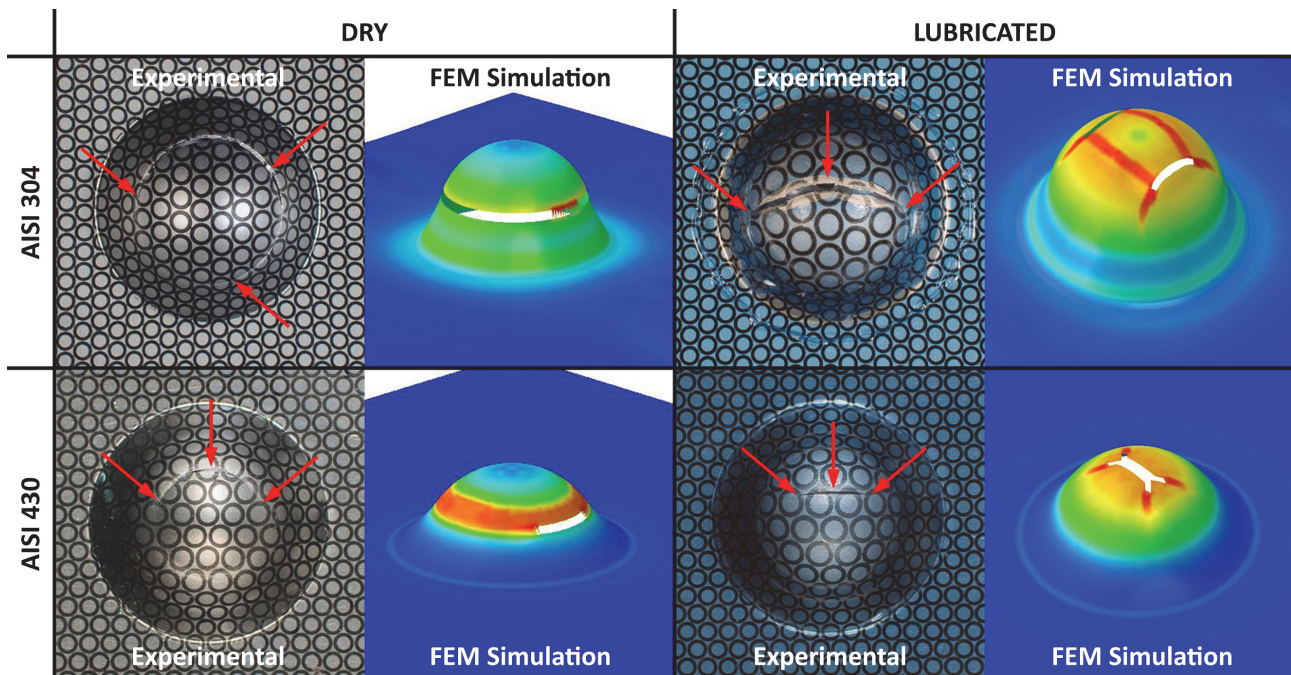 DRY
LUBRICATED
AISI 304
Experimental
FEM Simulation
Experimental
FEM Simulation
AISI 430
Experimental
FEM Simulation
Experimental
FEM Simulation